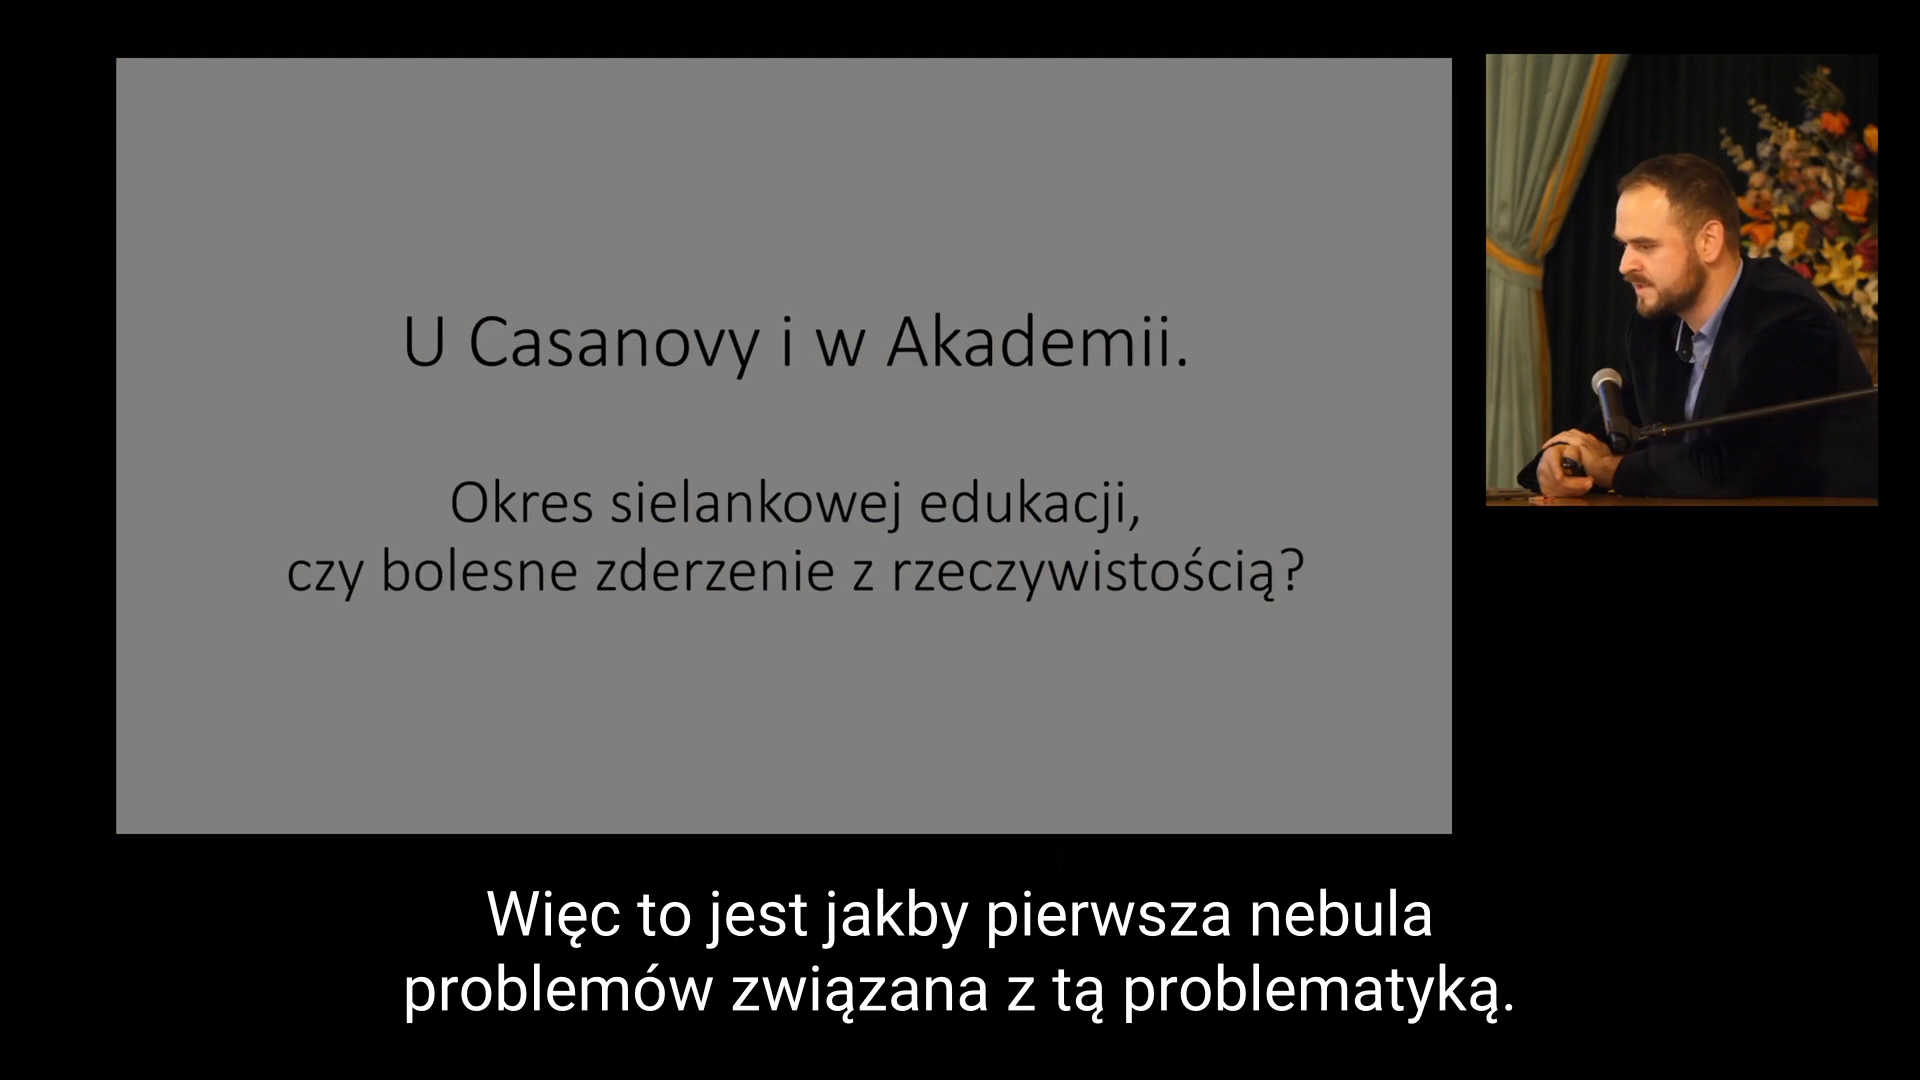 U Casanovy i w Akademii.
Okres sielankowej edukacji,
czy bolesne zderzenie z rzeczywistością?
Więc to jest jakby pierwsza nebula
problemów związana z tą problematyką.